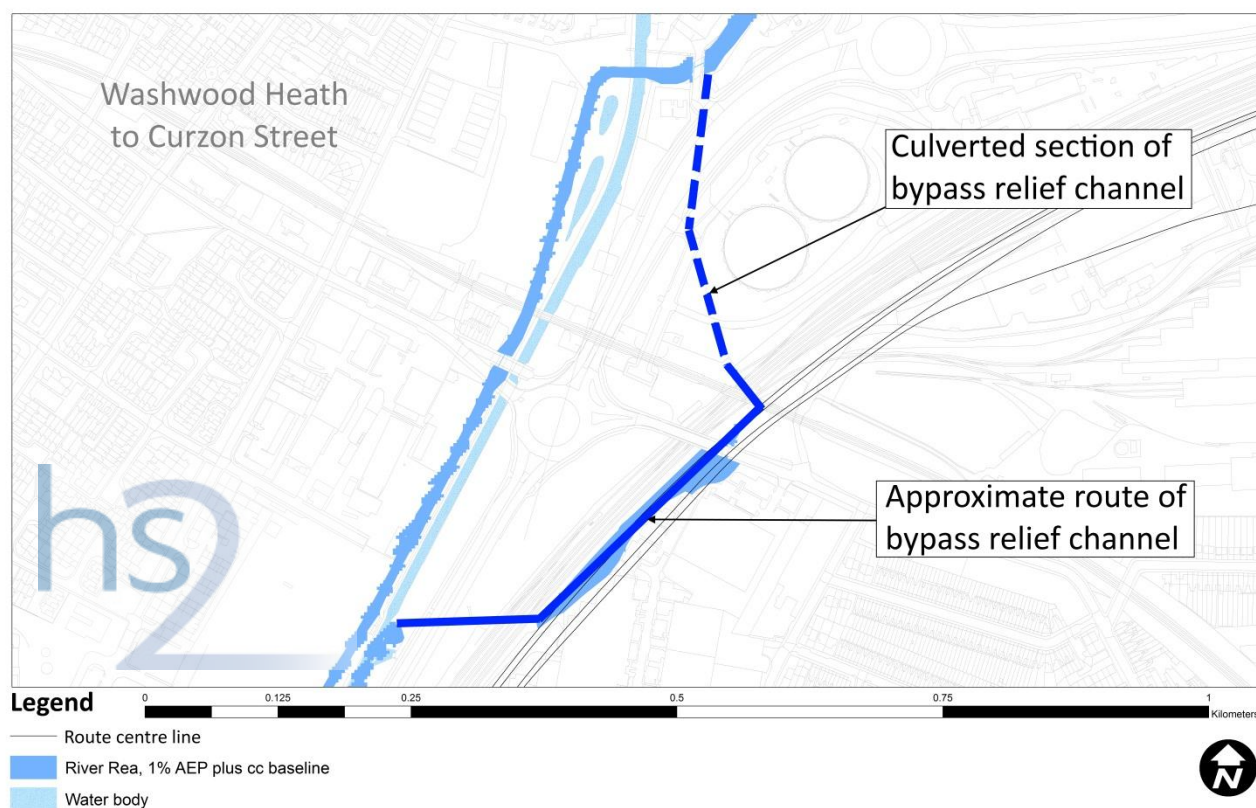 Washwood Heath
to Curzon Street
Culverted section of
bypass relief channel
Approximate route of
bypass relief channel
hs2
Legend
0 0.125 0.25 0.5 0.75 1
Kilometers
Route centre line
River Rea, 1% AEP plus cc baseline
Water body
N